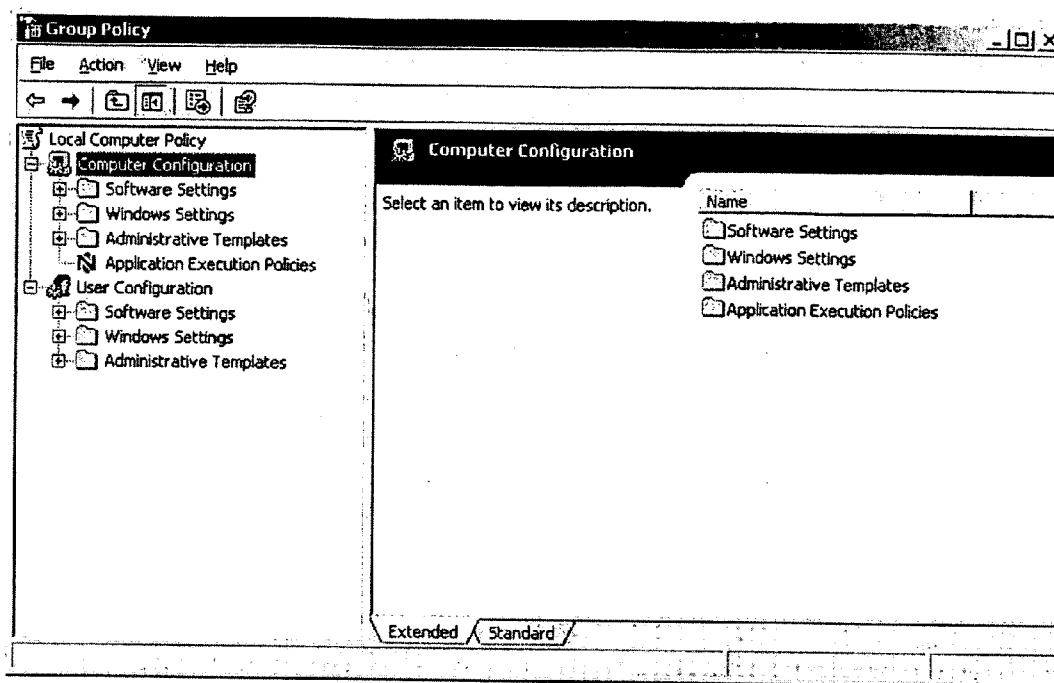 Group Policy
File Action View Help
Local Computer Policy
Computer Configuration
Software Settings
Windows Settings
Administrative Templates
Application Execution Policies
User Configuration
Software Settings
Windows Settings
Administrative Templates
Computer Configuration
Select an item to view its description.
Name
Software Settings
Windows Settings
Administrative Templates
Application Execution Policies
Extended Standard